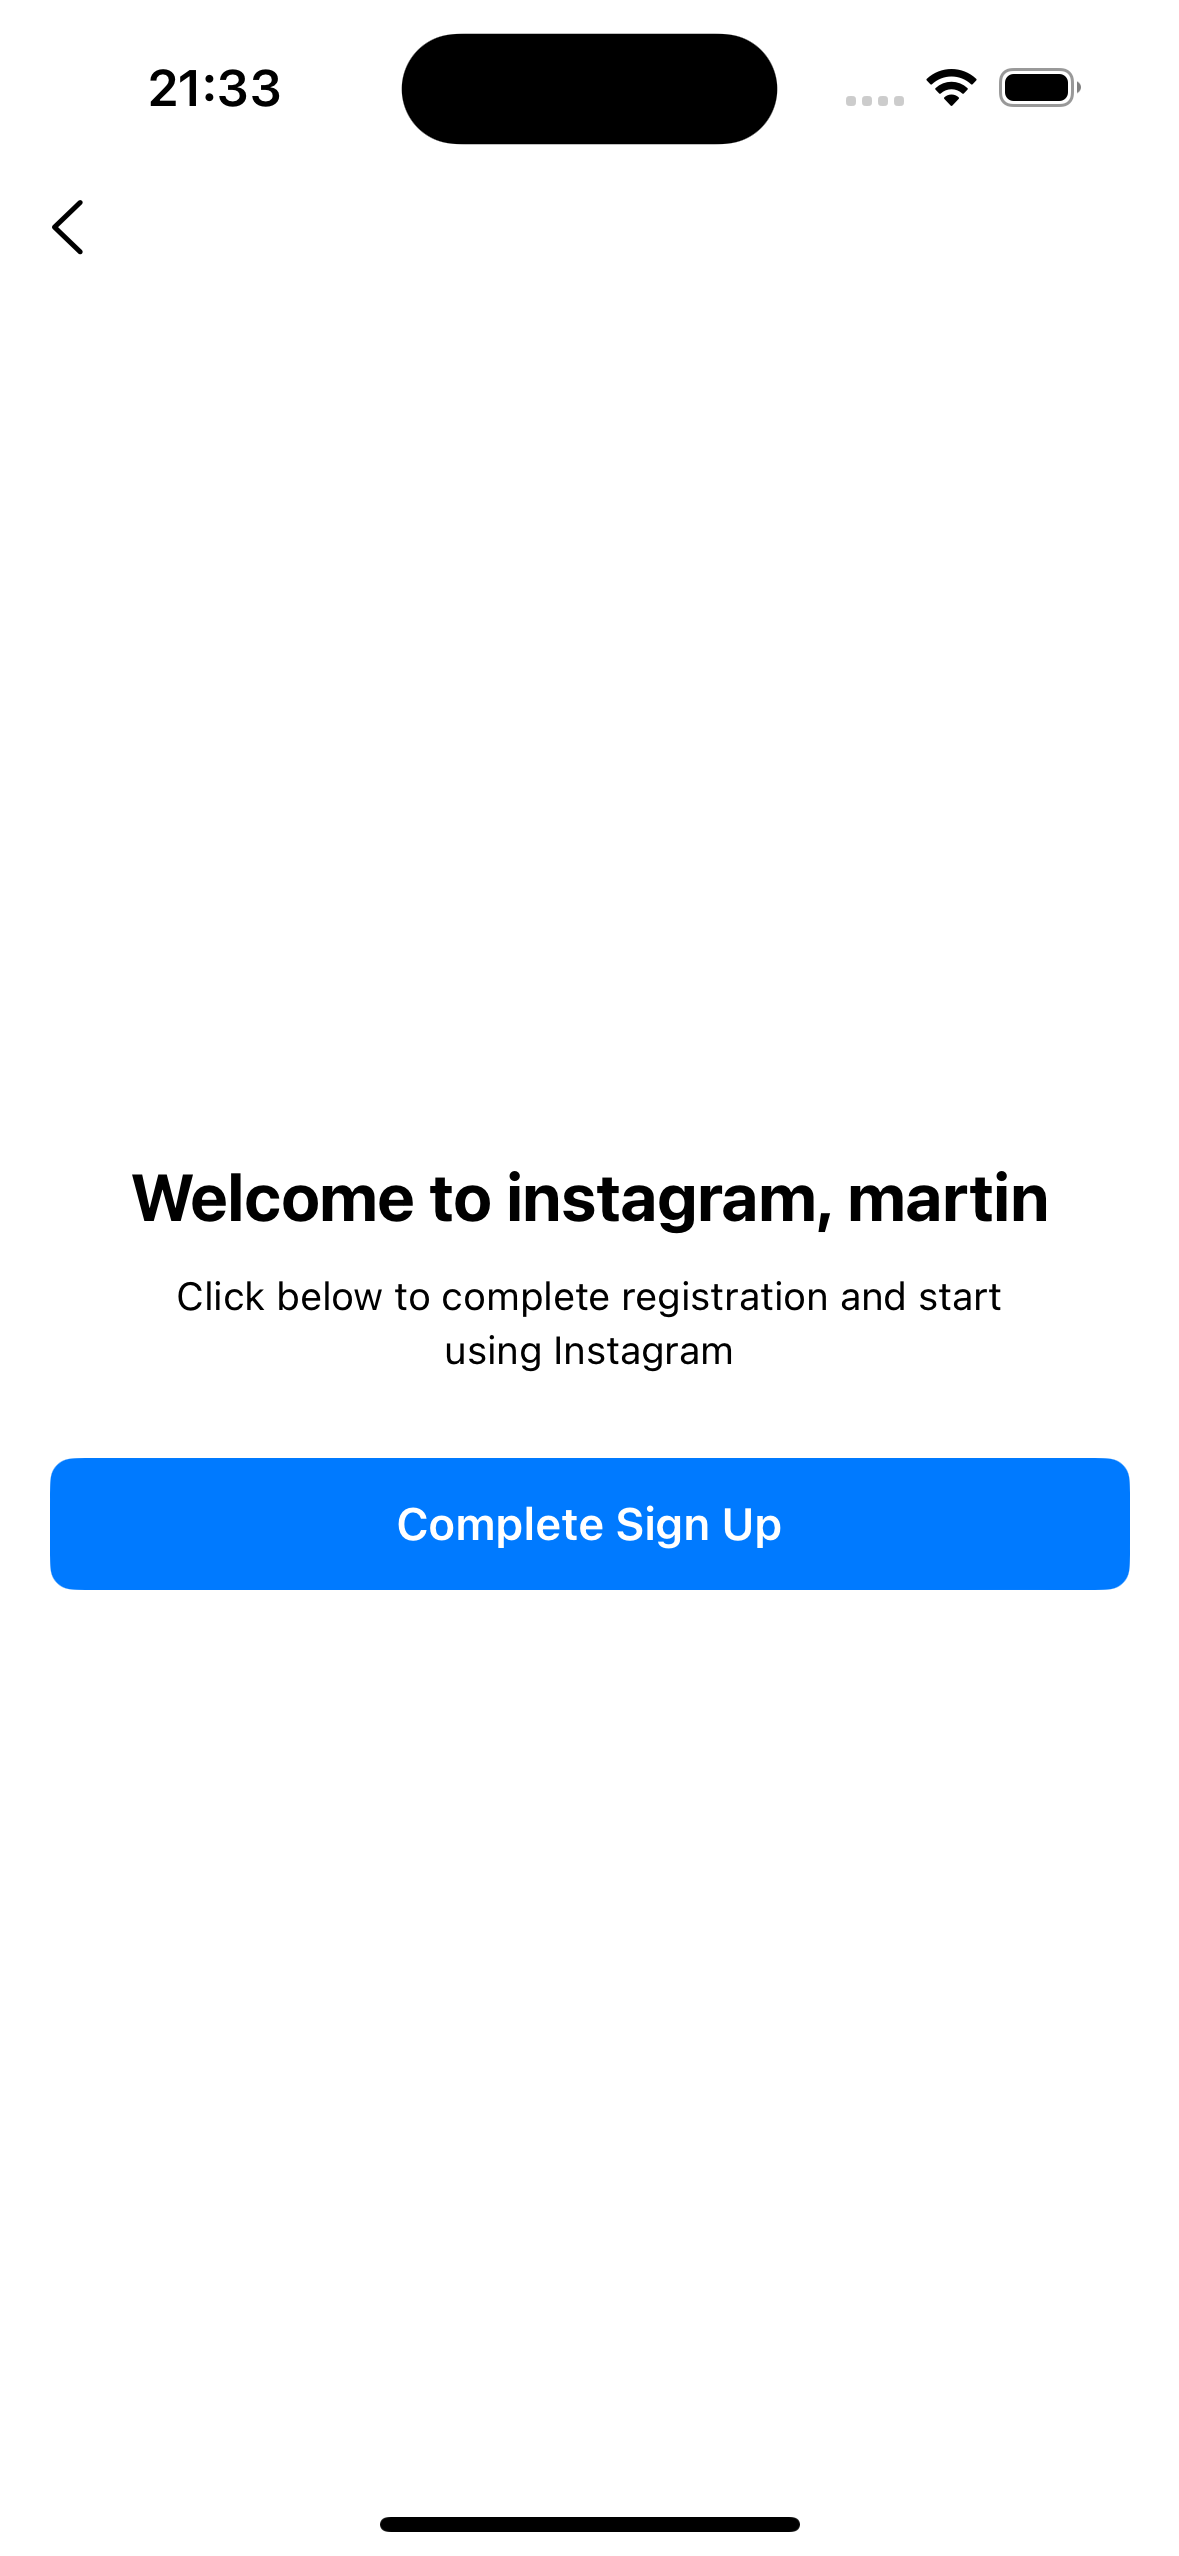 21:33
Welcome to instagram, martin
Click below to complete registration and start
using Instagram
Complete Sign Up